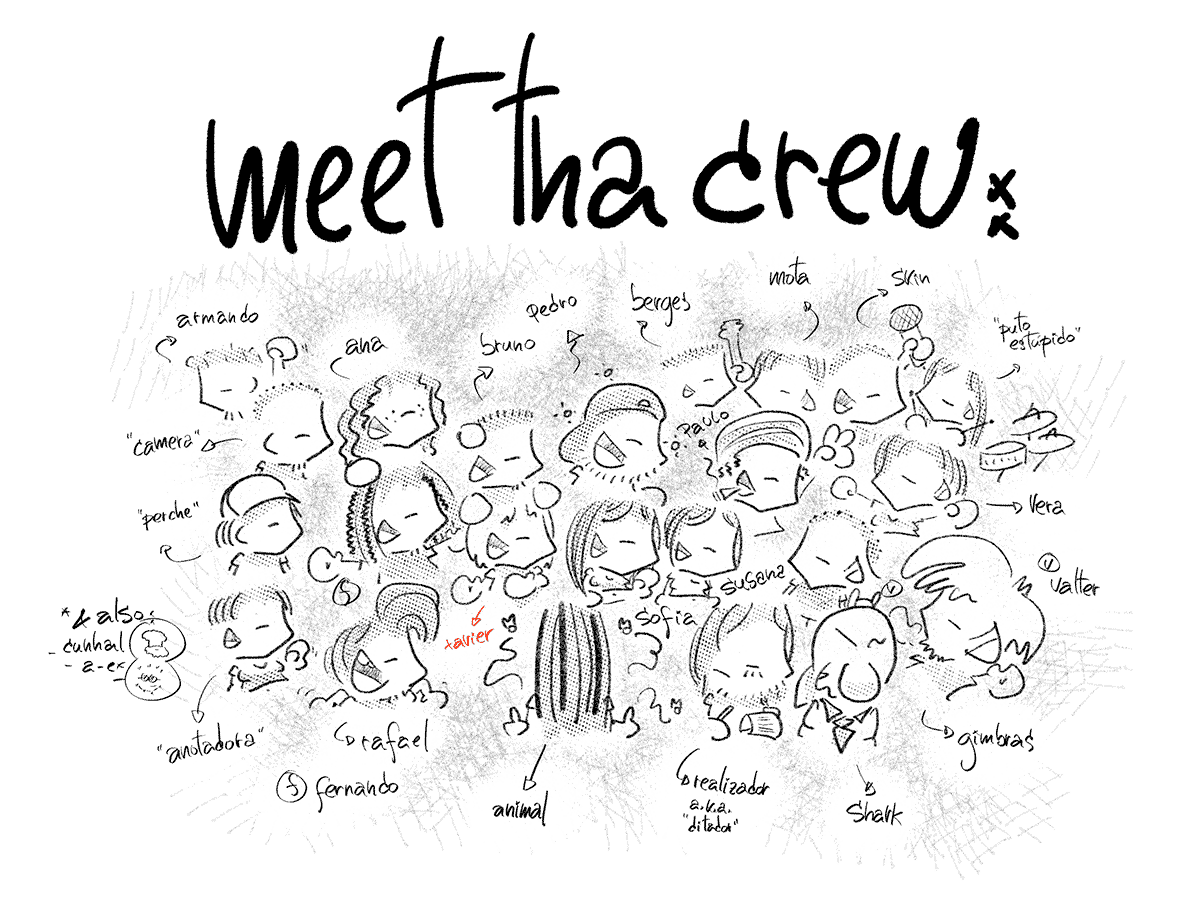 meet tha crew
armando
ana
bruno
pedro
berges
mota
skin
"puto
estúpido"
"camera"
paulo
"perche"
vera
v
valter
susana
sofia
xavier
f
v
* & also:
- cunhal
- a-ex
"anotadora"
rafael
f fernando
animal
realizador
a.k.a.
"ditador"
shark
gimbras